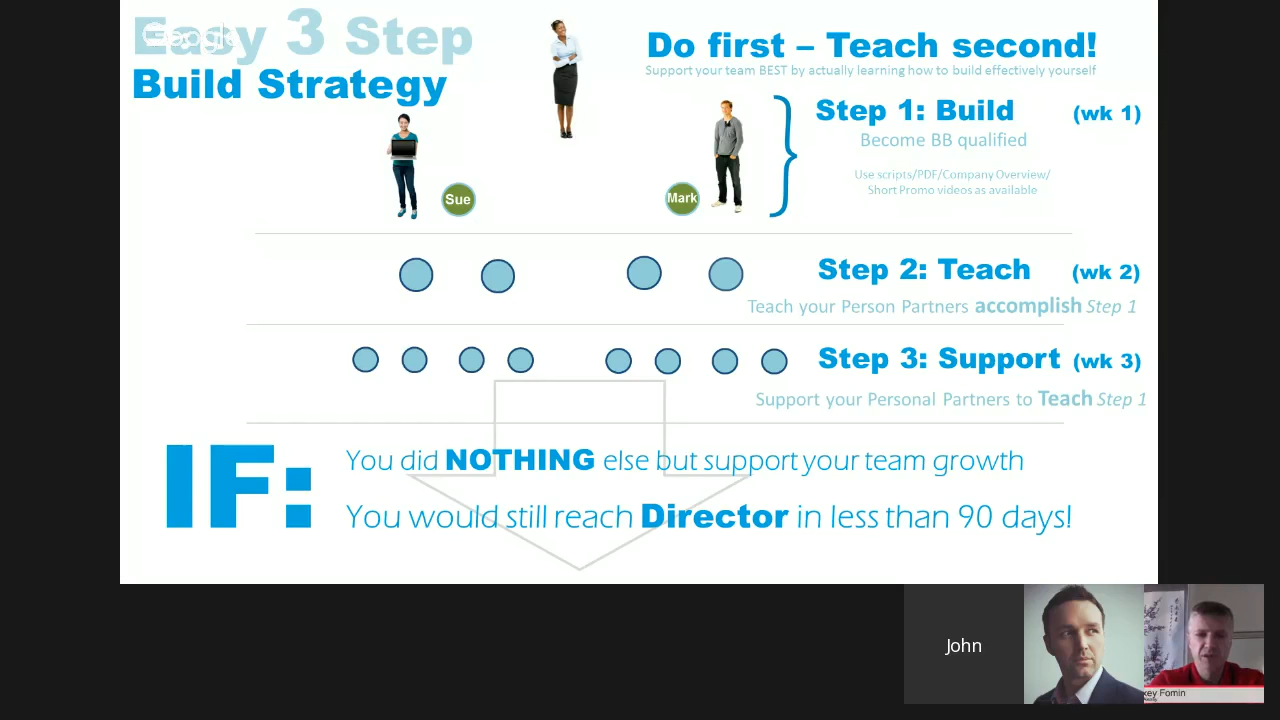 Easy 3 Step
Google
Build Strategy
Do first – Teach second!
Support your team BEST by actually learning how to build effectively yourself
Step 1: Build (wk 1)
Become BB qualified
Use scripts/PDF/Company Overview/
Short Promo videos as available
Sue
Mark
Step 2: Teach (wk 2)
Teach your Person Partners accomplish Step 1
Step 3: Support (wk 3)
Support your Personal Partners to Teach Step 1
IF:
You did NOTHING else but support your team growth
You would still reach Director in less than 90 days!
John
xey Fomin